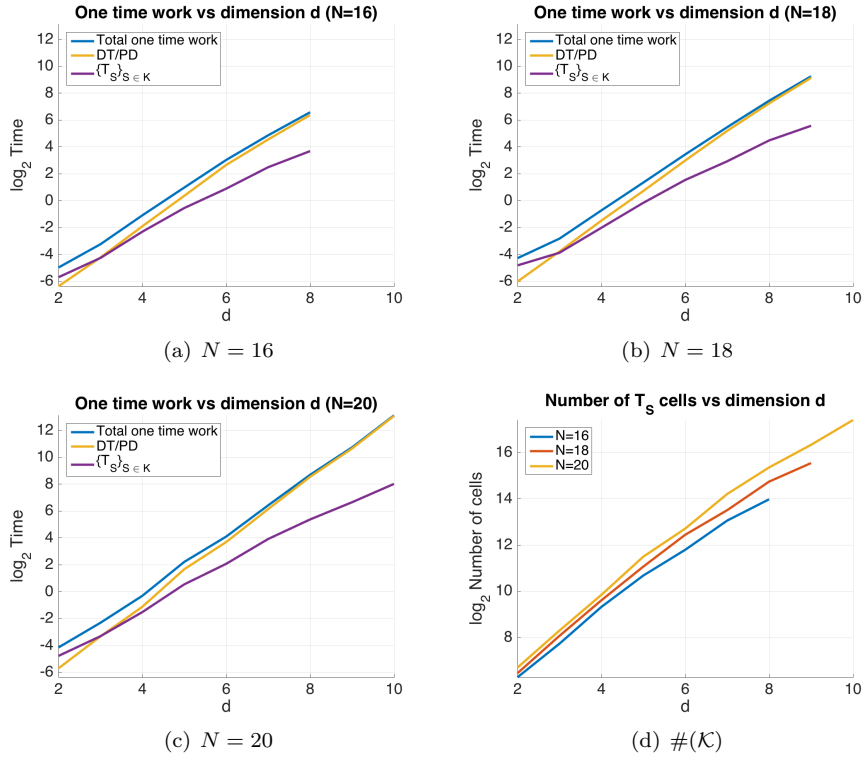 One time work vs dimension d (N=16)
log2 Time
12
10
8
6
4
2
0
-2
-4
-6
Total one time work
DT/PD
{T_S}_{S ∈ K}
2 4 6 8 10
d
(a) N = 16
One time work vs dimension d (N=18)
log2 Time
12
10
8
6
4
2
0
-2
-4
-6
Total one time work
DT/PD
{T_S}_{S ∈ K}
2 4 6 8 10
d
(b) N = 18
One time work vs dimension d (N=20)
log2 Time
12
10
8
6
4
2
0
-2
-4
-6
Total one time work
DT/PD
{T_S}_{S ∈ K}
2 4 6 8 10
d
(c) N = 20
Number of T_S cells vs dimension d
log2 Number of cells
16
14
12
10
8
N=16
N=18
N=20
2 4 6 8 10
d
(d) #(𝒦)